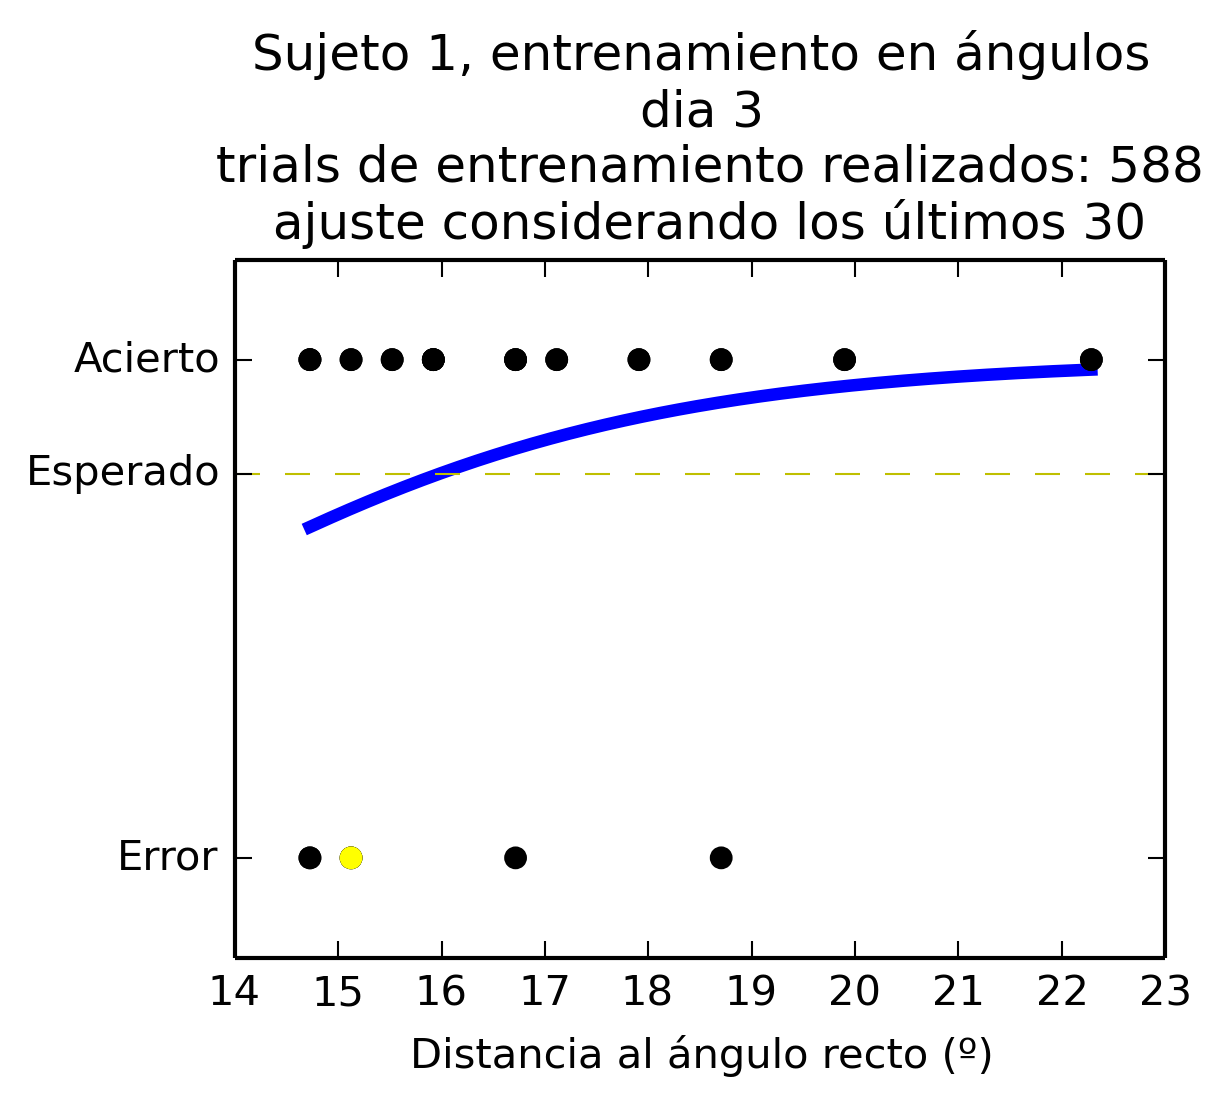 Sujeto 1, entrenamiento en ángulos
dia 3
trials de entrenamiento realizados: 588
ajuste considerando los últimos 30
Acierto
Esperado
Error
14 15 16 17 18 19 20 21 22 23
Distancia al ángulo recto (º)